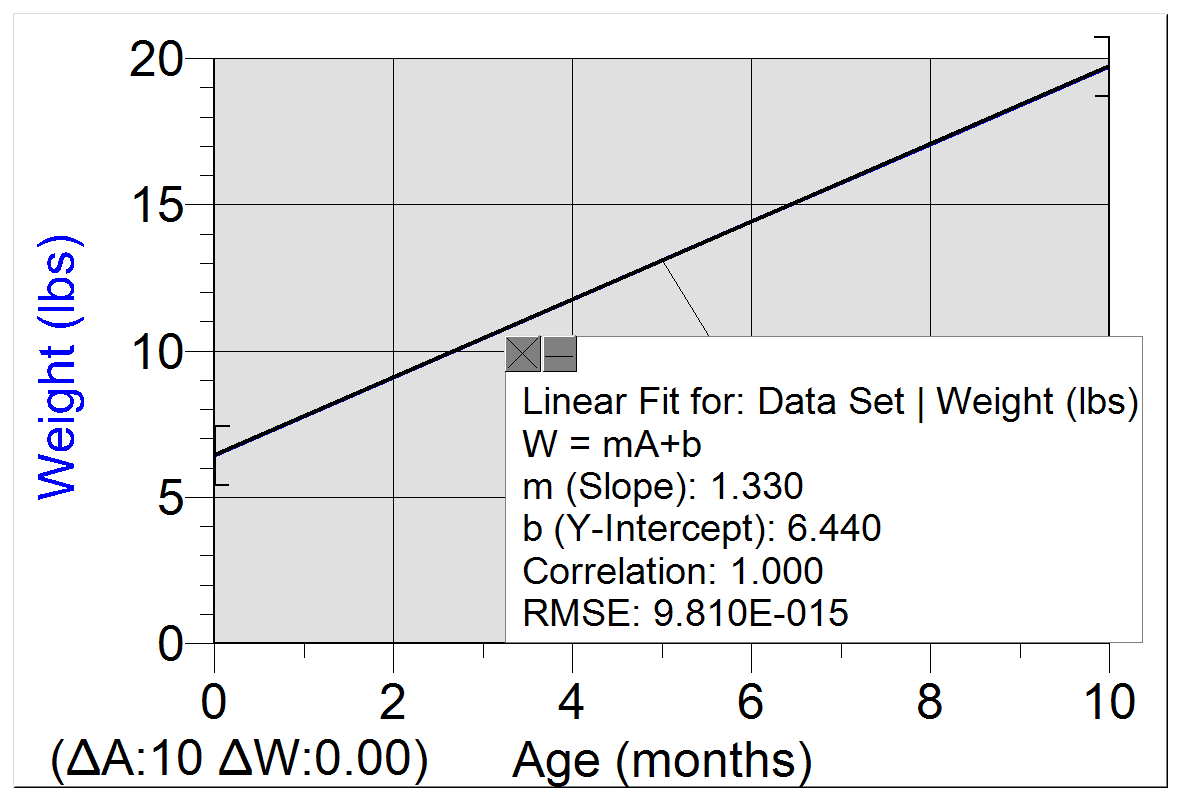 20
15
10
5
0
Weight (lbs)
Linear Fit for: Data Set | Weight (lbs)
W = mA+b
m (Slope): 1.330
b (Y-Intercept): 6.440
Correlation: 1.000
RMSE: 9.810E-015
0 2 4 6 8 10
(ΔA:10 ΔW:0.00) Age (months)